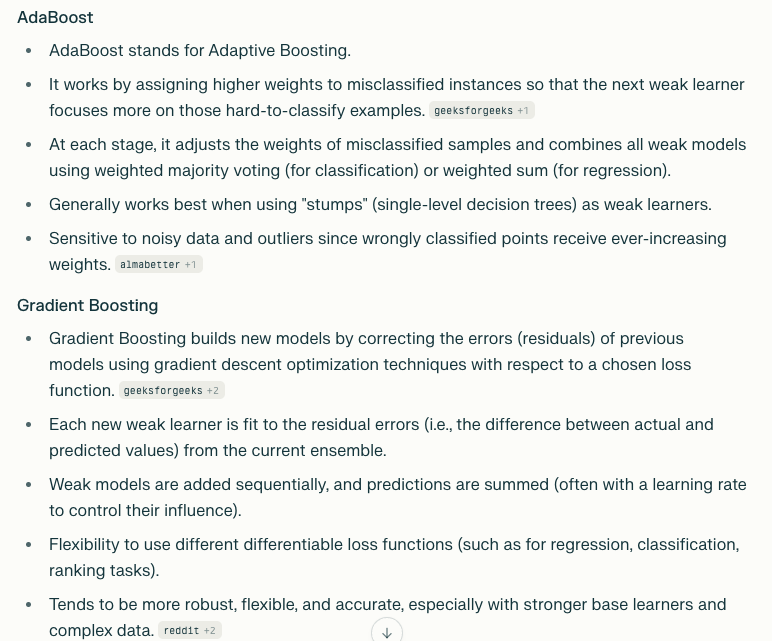 AdaBoost
• AdaBoost stands for Adaptive Boosting.
• It works by assigning higher weights to misclassified instances so that the next weak learner
focuses more on those hard-to-classify examples. geeksforgeeks +1
• At each stage, it adjusts the weights of misclassified samples and combines all weak models
using weighted majority voting (for classification) or weighted sum (for regression).
• Generally works best when using "stumps" (single-level decision trees) as weak learners.
• Sensitive to noisy data and outliers since wrongly classified points receive ever-increasing
weights. almabetter +1
Gradient Boosting
• Gradient Boosting builds new models by correcting the errors (residuals) of previous
models using gradient descent optimization techniques with respect to a chosen loss
function. geeksforgeeks +2
• Each new weak learner is fit to the residual errors (i.e., the difference between actual and
predicted values) from the current ensemble.
• Weak models are added sequentially, and predictions are summed (often with a learning rate
to control their influence).
• Flexibility to use different differentiable loss functions (such as for regression, classification,
ranking tasks).
• Tends to be more robust, flexible, and accurate, especially with stronger base learners and
complex data. reddit +2